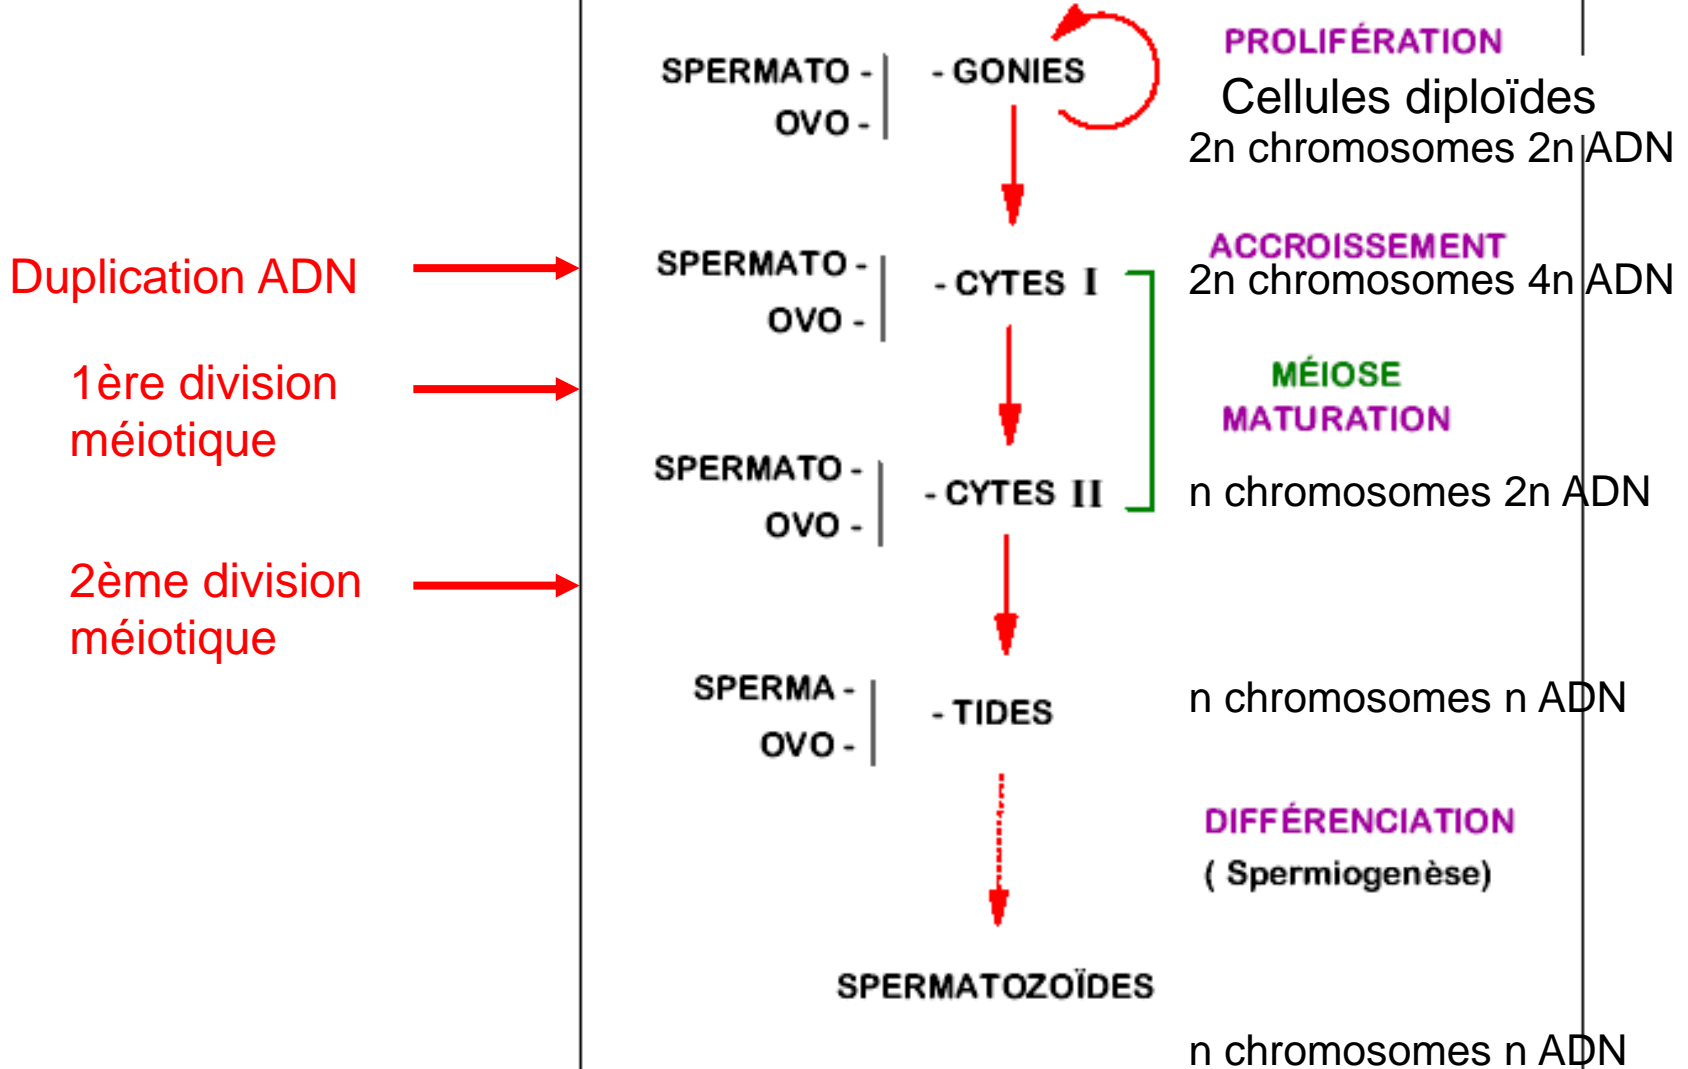 PROLIFÉRATION
SPERMATO - - GONIES
Cellules diploïdes
OVO -
2n chromosomes 2n ADN
ACCROISSEMENT
Duplication ADN
SPERMATO - - CYTES I
2n chromosomes 4n ADN
OVO -
1ère division
méiotique
MÉIOSE
MATURATION
SPERMATO - - CYTES II
n chromosomes 2n ADN
OVO -
2ème division
méiotique
SPERMA - - TIDES
n chromosomes n ADN
OVO -
DIFFÉRENCIATION
( Spermiogenèse)
SPERMATOZOÏDES
n chromosomes n ADN